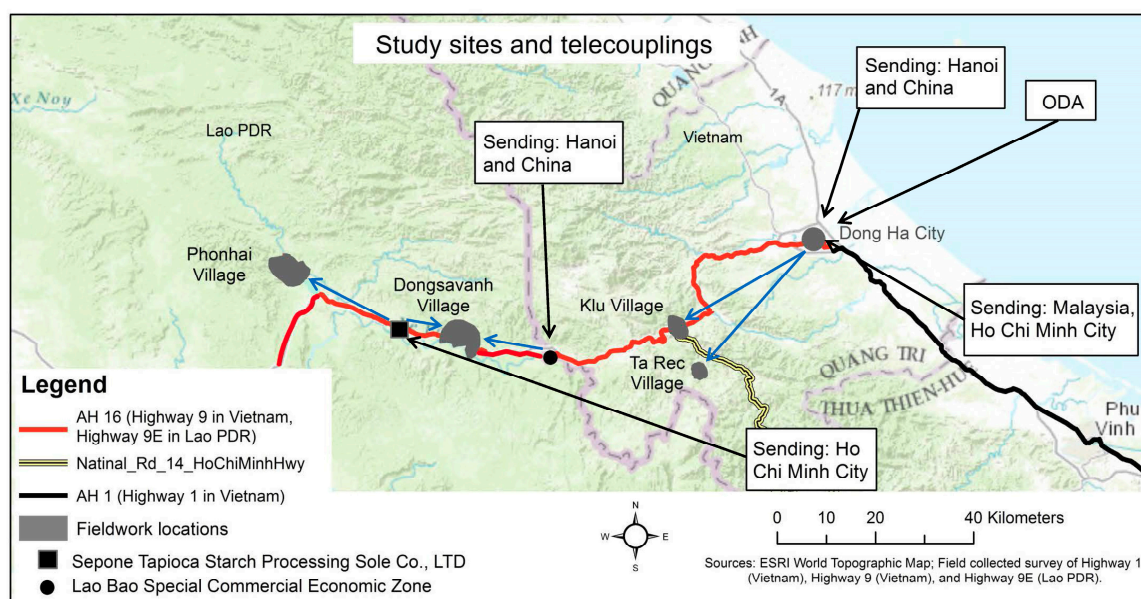 Study sites and telecouplings
Xe Noy
Lao PDR
QUANG BINH
1A
117 m
Vietnam
Sending: Hanoi
and China
ODA
Sending: Hanoi
and China
Dong Ha City
Phonhai
Village
Dongsavanh
Village
Klu Village
Ta Rec
Village
Sending: Malaysia,
Ho Chi Minh City
QUANG TRI
THUA THIEN-HUE
Phu
Vinh
Sending: Ho
Chi Minh City
Legend
AH 16 (Highway 9 in Vietnam,
Highway 9E in Lao PDR)
Natinal_Rd_14_HoChiMinhHwy
AH 1 (Highway 1 in Vietnam)
Fieldwork locations
Sepone Tapioca Starch Processing Sole Co., LTD
Lao Bao Special Commercial Economic Zone
N
W E
S
0 5 10 20 30 40 Kilometers
Sources: ESRI World Topographic Map; Field collected survey of Highway 1
(Vietnam), Highway 9 (Vietnam), and Highway 9E (Lao PDR).